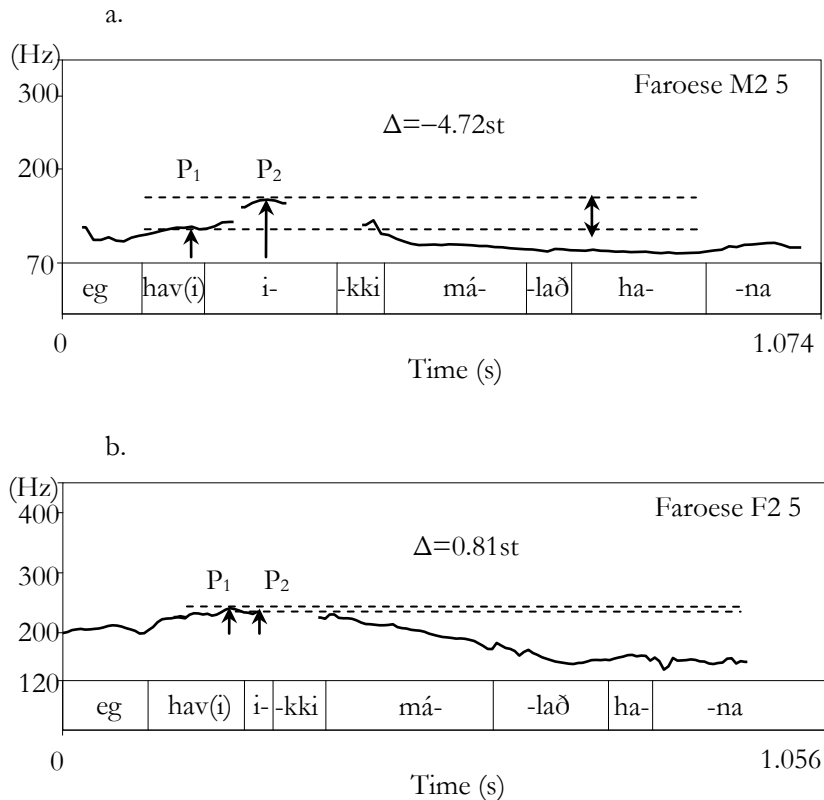 a.
(Hz)
300
200
70
Faroese M2 5
Δ=−4.72st
P₁ P₂
eg hav(i) i- -kki má- -lað ha- -na
0 1.074
Time (s)
b.
(Hz)
400
300
200
120
Faroese F2 5
Δ=0.81st
P₁ P₂
eg hav(i) i- -kki má- -lað ha- -na
0 1.056
Time (s)